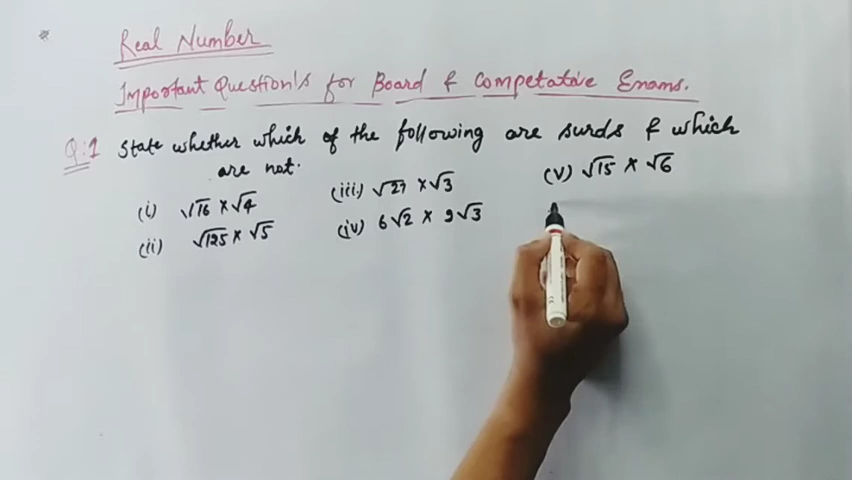 Real Number
Important Question's for Board & Competative Exams.
Q:1 State whether which of the following are surds & which
are not.
(i) √16 × √4
(ii) √125 × √5
(iii) √27 × √3
(iv) 6√2 × 9√3
(v) √15 × √6